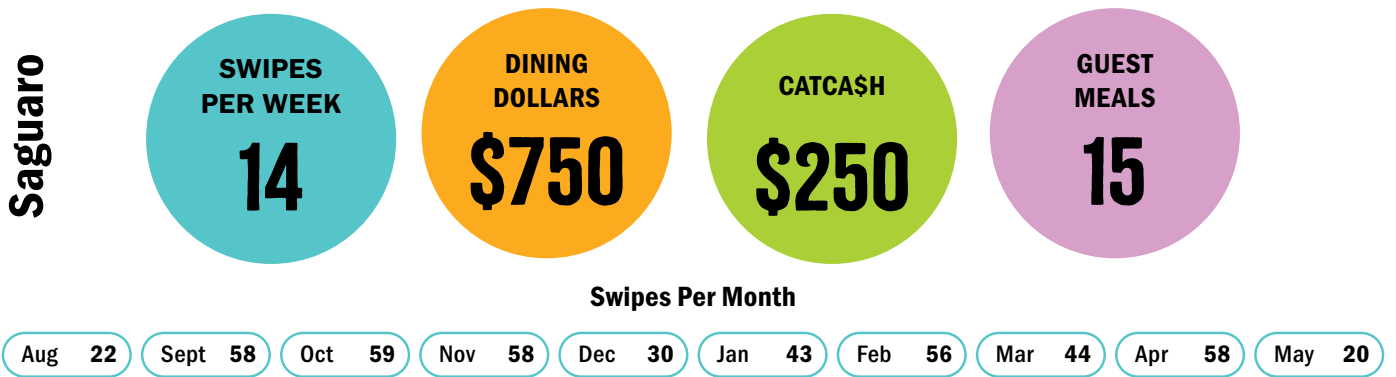 Saguaro
SWIPES
PER WEEK
14
DINING
DOLLARS
$750
CATCA$H
$250
GUEST
MEALS
15
Swipes Per Month
Aug 22
Sept 58
Oct 59
Nov 58
Dec 30
Jan 43
Feb 56
Mar 44
Apr 58
May 20